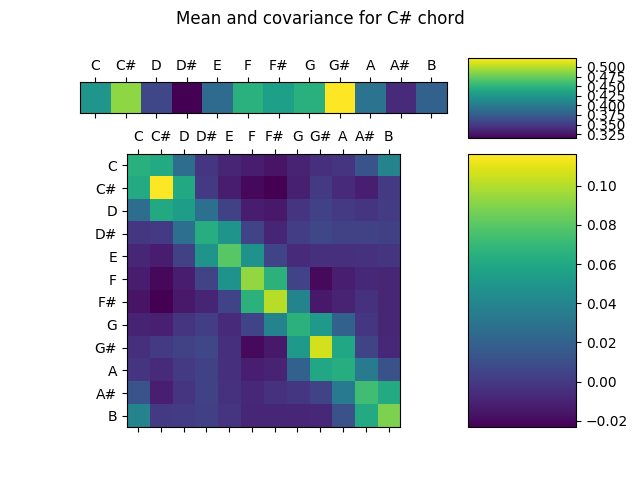 Mean and covariance for C# chord
C C# D D# E F F# G G# A A# B
0.500
0.475
0.450
0.425
0.400
0.375
0.350
0.325
C C# D D# E F F# G G# A A# B
C
C#
D
D#
E
F
F#
G
G#
A
A#
B
0.10
0.08
0.06
0.04
0.02
0.00
−0.02